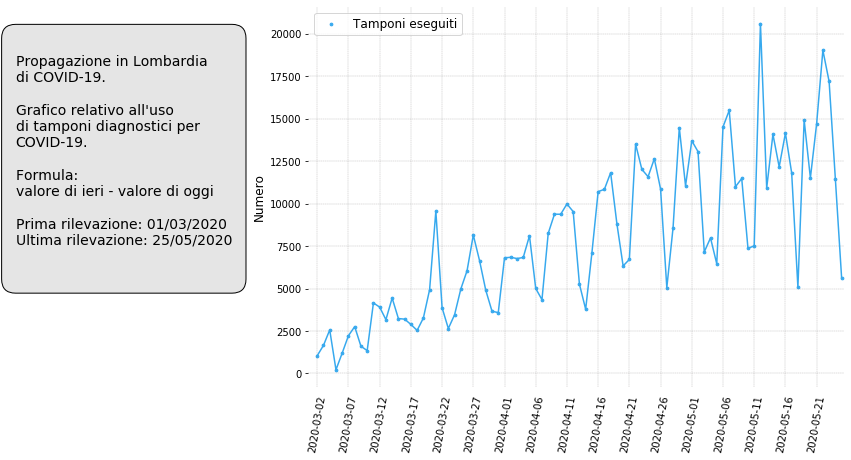 Propagazione in Lombardia
di COVID-19.
Grafico relativo all'uso
di tamponi diagnostici per
COVID-19.
Formula:
valore di ieri - valore di oggi
Prima rilevazione: 01/03/2020
Ultima rilevazione: 25/05/2020
Tamponi eseguiti
Numero
20000
17500
15000
12500
10000
7500
5000
2500
0
2020-03-02
2020-03-07
2020-03-12
2020-03-17
2020-03-22
2020-03-27
2020-04-01
2020-04-06
2020-04-11
2020-04-16
2020-04-21
2020-04-26
2020-05-01
2020-05-06
2020-05-11
2020-05-16
2020-05-21